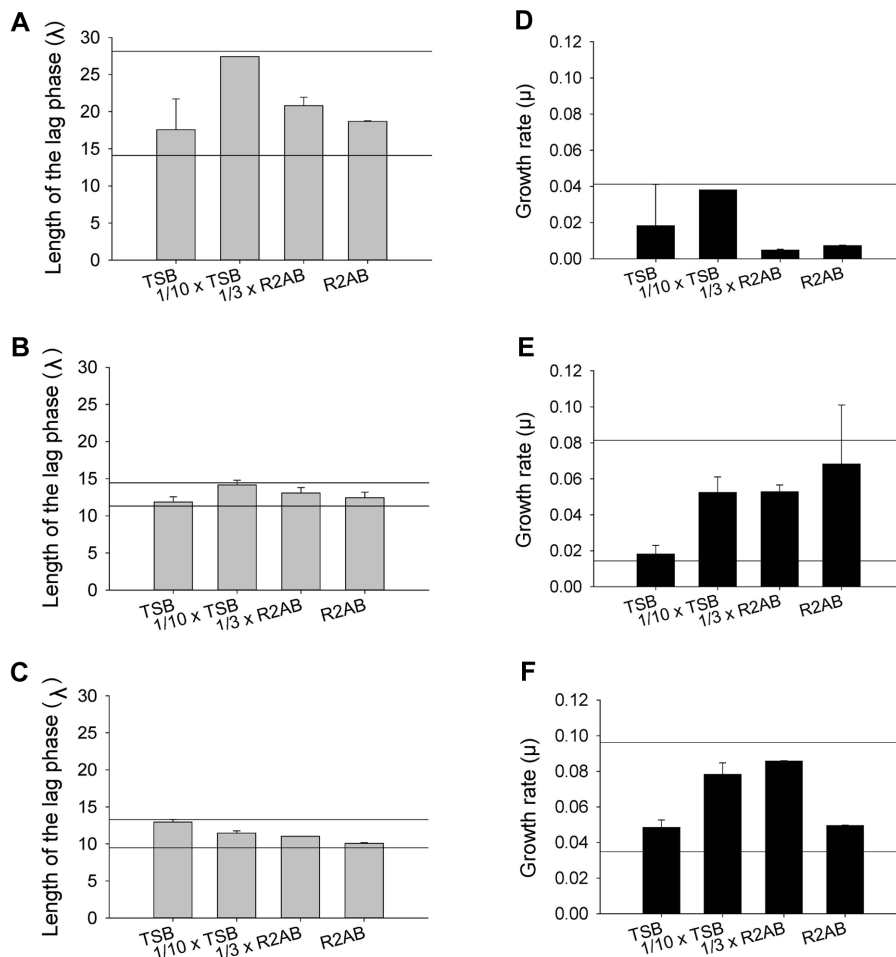 A
Length of the lag phase (λ)
30
25
20
15
10
5
0
TSB
1/10 x TSB
1/3 x R2AB
R2AB
D
Growth rate (μ)
0.12
0.10
0.08
0.06
0.04
0.02
0.00
TSB
1/10 x TSB
1/3 x R2AB
R2AB
B
Length of the lag phase (λ)
30
25
20
15
10
5
0
TSB
1/10 x TSB
1/3 x R2AB
R2AB
E
Growth rate (μ)
0.12
0.10
0.08
0.06
0.04
0.02
0.00
TSB
1/10 x TSB
1/3 x R2AB
R2AB
C
Length of the lag phase (λ)
30
25
20
15
10
5
0
TSB
1/10 x TSB
1/3 x R2AB
R2AB
F
Growth rate (μ)
0.12
0.10
0.08
0.06
0.04
0.02
0.00
TSB
1/10 x TSB
1/3 x R2AB
R2AB